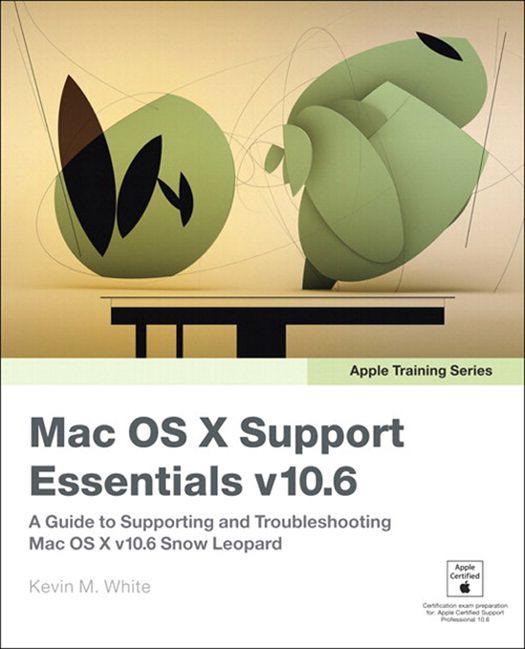 Apple Training Series
Mac OS X Support
Essentials v10.6
A Guide to Supporting and Troubleshooting
Mac OS X v10.6 Snow Leopard
Kevin M. White
Apple
Certified
Certification exam preparation
for: Apple Certified Support
Professional 10.6